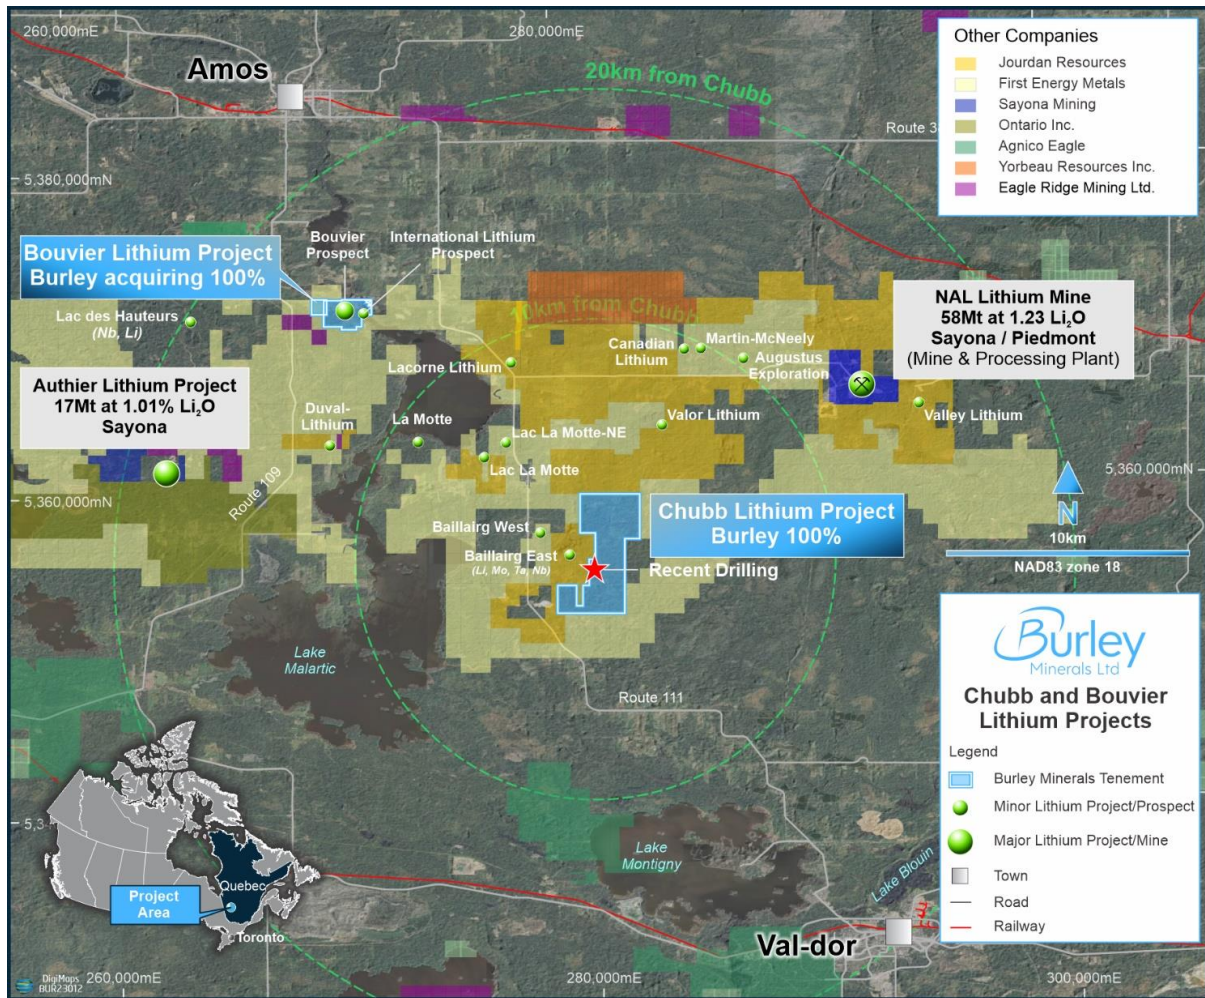 260,000mE
280,000mE
Amos
20km from Chubb
Other Companies
Jourdan Resources
First Energy Metals
Sayona Mining
Ontario Inc.
Agnico Eagle
Yorbeau Resources Inc.
Eagle Ridge Mining Ltd.
5,380,000mN
Bouvier Lithium Project
Burley acquiring 100%
Bouvier
Prospect
International Lithium
Prospect
Lac des Hauteurs
(Nb, Li)
10km from Chubb
NAL Lithium Mine
58Mt at 1.23 Li₂O
Sayona / Piedmont
(Mine & Processing Plant)
Canadian
Lithium
Martin-McNeely
Augustus
Exploration
Lacorne Lithium
Authier Lithium Project
17Mt at 1.01% Li₂O
Sayona
Duval-
Lithium
La Motte
Lac La Motte-NE
Lac La Motte
Valor Lithium
Valley Lithium
5,360,000mN
5,360,000mN
Route 109
Chubb Lithium Project
Burley 100%
Baillairg West
Baillairg East
(Li, Mo, Ta, Nb)
Recent Drilling
N
10km
NAD83 zone 18
Lake
Malartic
Route 111
Burley
Minerals Ltd
Chubb and Bouvier
Lithium Projects
Legend
Burley Minerals Tenement
Minor Lithium Project/Prospect
Major Lithium Project/Mine
Town
Road
Railway
Lake
Montigny
Lake Blouin
Val-dor
Quebec
Project
Area
Toronto
DigiMaps
BUR23012
260,000mE
280,000mE
300,000mE